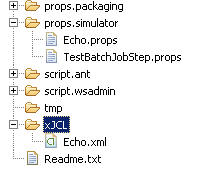 props.packaging
props.simulator
Echo.props
TestBatchJobStep.props
script.ant
script.wsadmin
tmp
xJCL
Echo.xml
Readme.txt